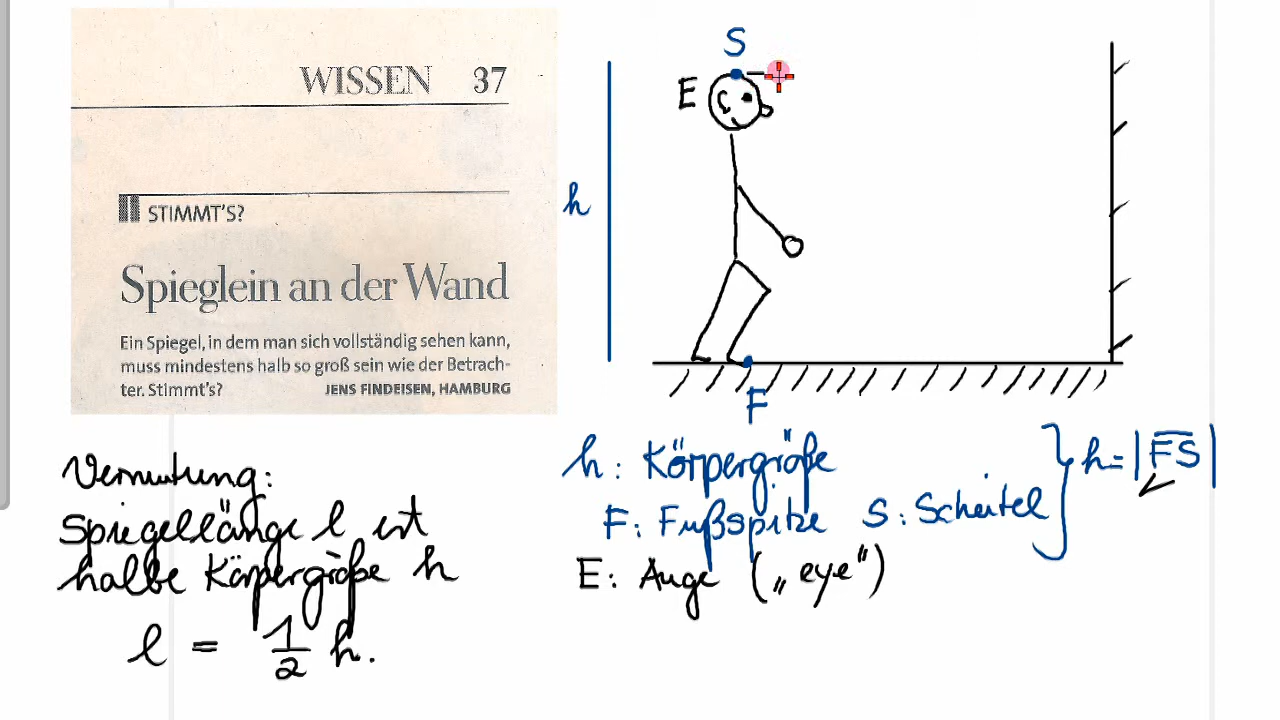 WISSEN 37
STIMMT'S?
Spieglein an der Wand
Ein Spiegel, in dem man sich vollständig sehen kann,
muss mindestens halb so groß sein wie der Betrach-
ter. Stimmt's? JENS FINDEISEN, HAMBURG
Vermutung:
Spiegellänge l ist
halbe Körpergröße h
l = 1/2 h.
S
E
h
F
h: Körpergröße
F: Fußspitze S: Scheitel
h = |FS|
E: Auge („eye“)